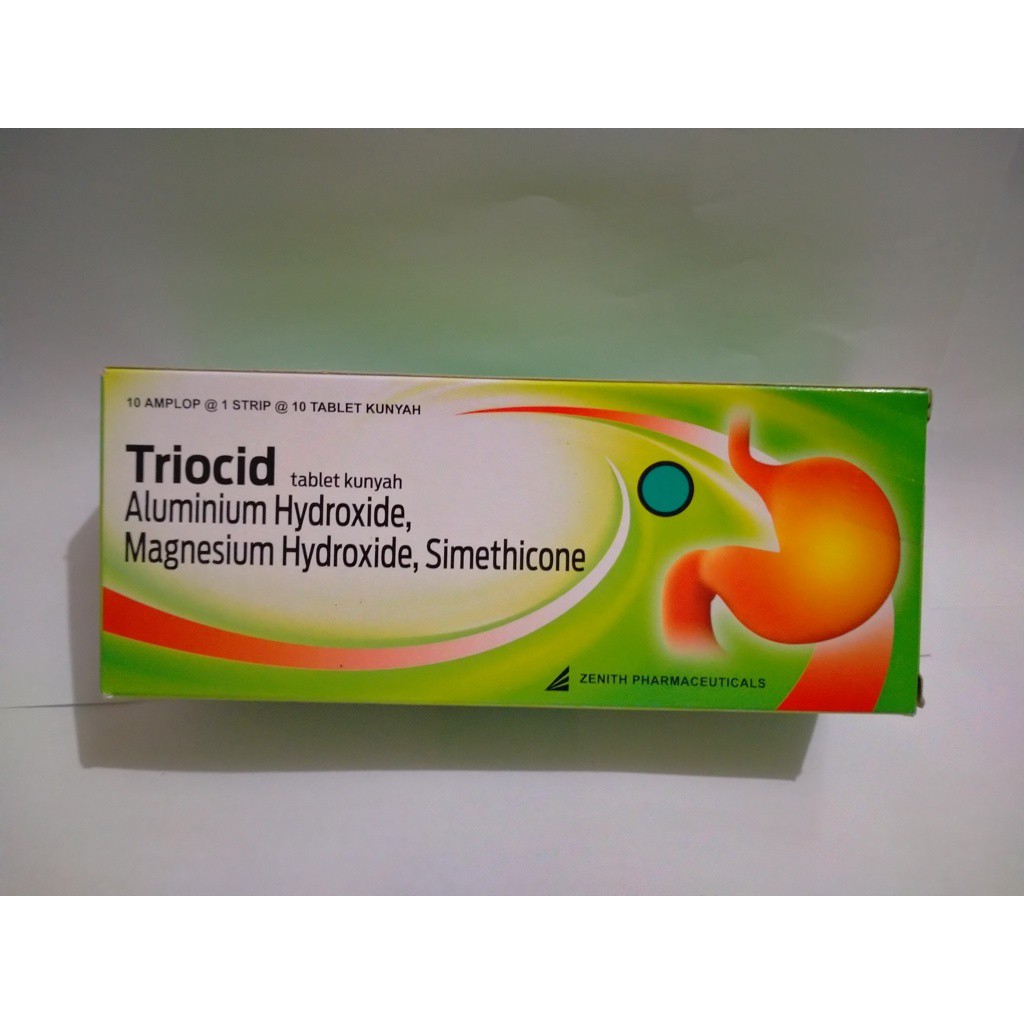 10 AMPLOP @ 1 STRIP @ 10 TABLET KUNYAH
Triocid tablet kunyah
Aluminium Hydroxide,
Magnesium Hydroxide, Simethicone
ZENITH PHARMACEUTICALS